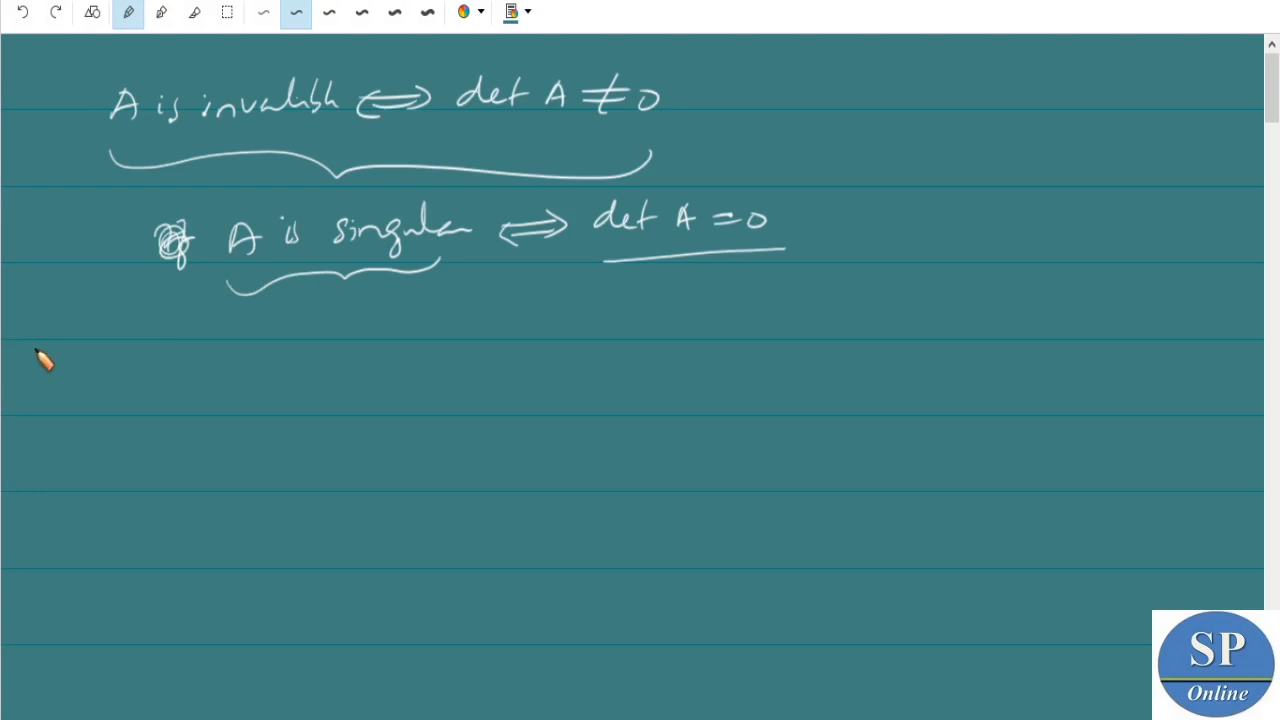 A is invertible ⟺ det A ≠ 0
A is singular ⟺ det A = 0
SP
Online